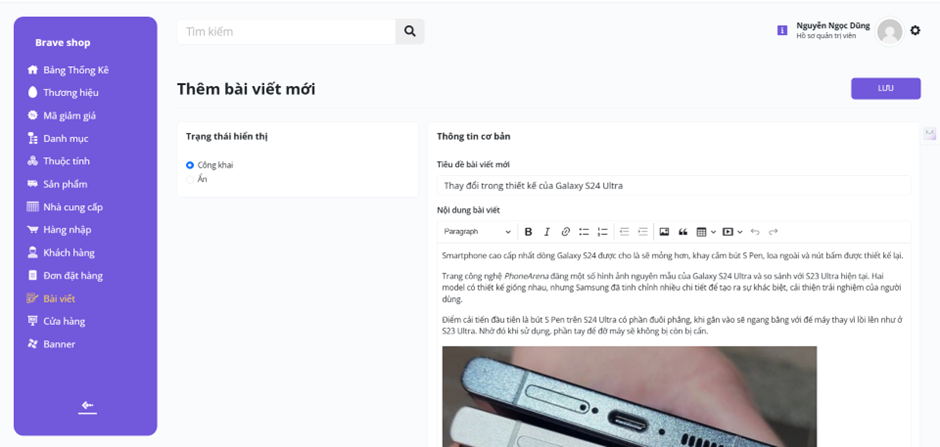 Brave shop
Bảng Thống Kê
Thương hiệu
Mã giảm giá
Danh mục
Thuộc tính
Sản phẩm
Nhà cung cấp
Hàng nhập
Khách hàng
Đơn đặt hàng
Bài viết
Cửa hàng
Banner
Tìm kiếm
Nguyễn Ngọc Dũng
Hồ sơ quản trị viên
Thêm bài viết mới
LƯU
Trạng thái hiển thị
Công khai
Ẩn
Thông tin cơ bản
Tiêu đề bài viết mới
Thay đổi trong thiết kế của Galaxy S24 Ultra
Nội dung bài viết
Paragraph
Smartphone cao cấp nhất dòng Galaxy S24 được cho là sẽ mỏng hơn, khay cắm bút S Pen, loa ngoài và nút bấm được thiết kế lại.
Trang công nghệ PhoneArena đăng một số hình ảnh nguyên mẫu của Galaxy S24 Ultra và so sánh với S23 Ultra hiện tại. Hai
model có thiết kế giống nhau, nhưng Samsung đã tinh chỉnh nhiều chi tiết để tạo ra sự khác biệt, cải thiện trải nghiệm của người
dùng.
Điểm cải tiến đầu tiên là bút S Pen trên S24 Ultra có phần đuôi phẳng, khi gắn vào sẽ ngang bằng với đế máy thay vì lồi lên như ở
S23 Ultra. Nhờ đó khi sử dụng, phần tay để đỡ máy sẽ không bị còn bị cấn.